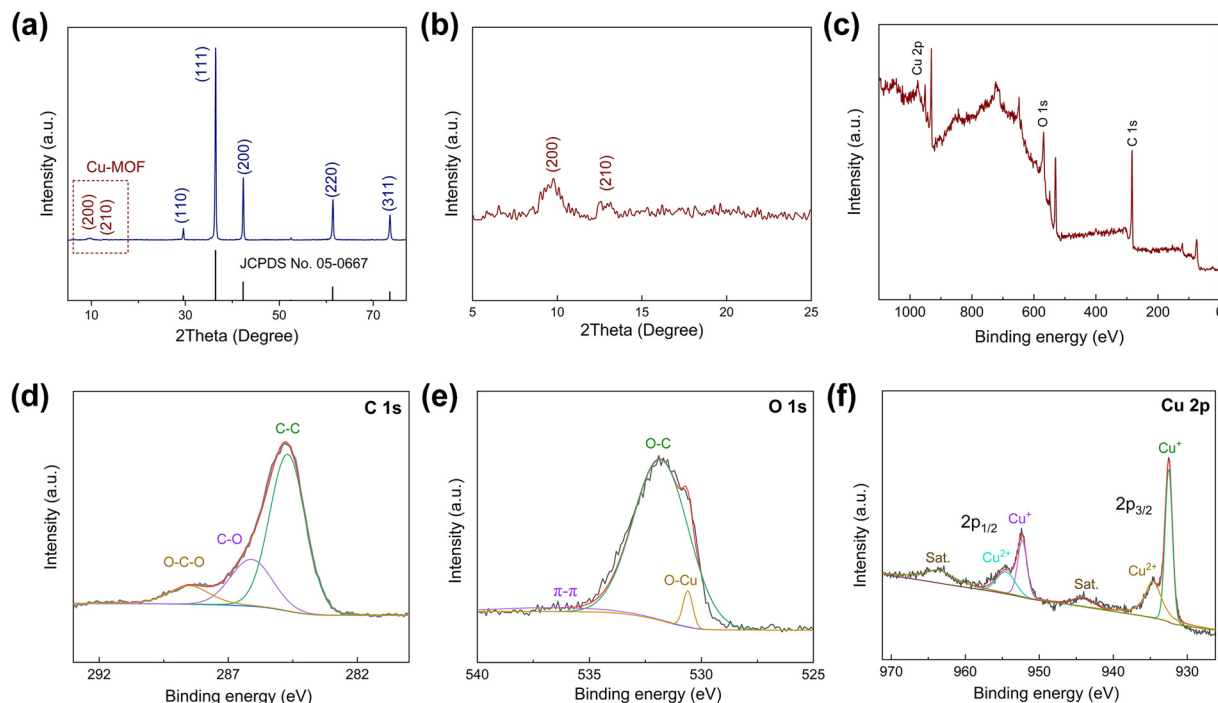 (a)
Intensity (a.u.)
Cu-MOF
(200)
(210)
(110)
(111)
(200)
(220)
(311)
JCPDS No. 05-0667
10
30
50
70
2Theta (Degree)
(b)
Intensity (a.u.)
(200)
(210)
5
10
15
20
25
2Theta (Degree)
(c)
Intensity (a.u.)
Cu 2p
O 1s
C 1s
1000
800
600
400
200
0
Binding energy (eV)
(d)
C 1s
Intensity (a.u.)
C-C
C-O
O-C-O
292
287
282
Binding energy (eV)
(e)
O 1s
Intensity (a.u.)
O-C
O-Cu
π-π
540
535
530
525
Binding energy (eV)
(f)
Cu 2p
Intensity (a.u.)
Cu⁺
2p₃/₂
2p₁/₂
Cu⁺
Cu²⁺
Sat.
Sat.
Cu²⁺
970
960
950
940
930
Binding energy (eV)